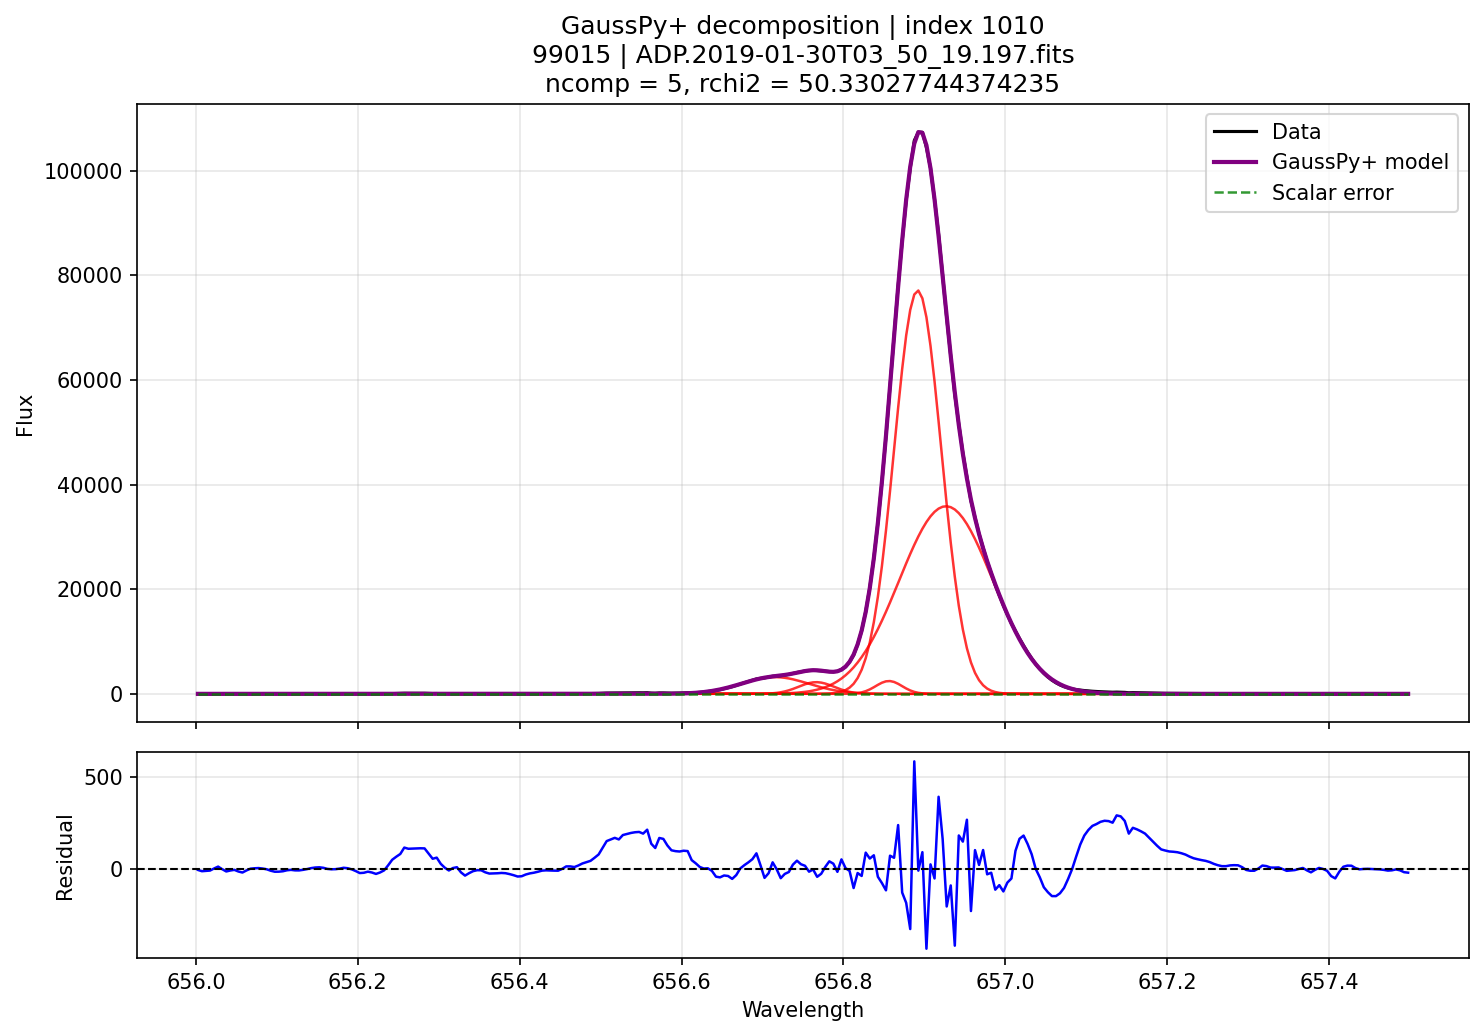 GaussPy+ decomposition | index 1010
99015 | ADP.2019-01-30T03_50_19.197.fits
ncomp = 5, rchi2 = 50.33027744374235
Data
GaussPy+ model
Scalar error
100000
80000
60000
40000
20000
0
Flux
500
0
Residual
656.0 656.2 656.4 656.6 656.8 657.0 657.2 657.4
Wavelength